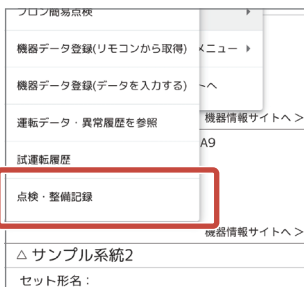 フロン簡易点検
機器データ登録(リモコンから取得)
メニュー
機器データ登録(データを入力する)
トへ
運転データ・異常履歴を参照
機器情報サイトへ >
A9
試運転履歴
点検・整備記録
機器情報サイトへ >
△ サンプル系統2
セット形名：